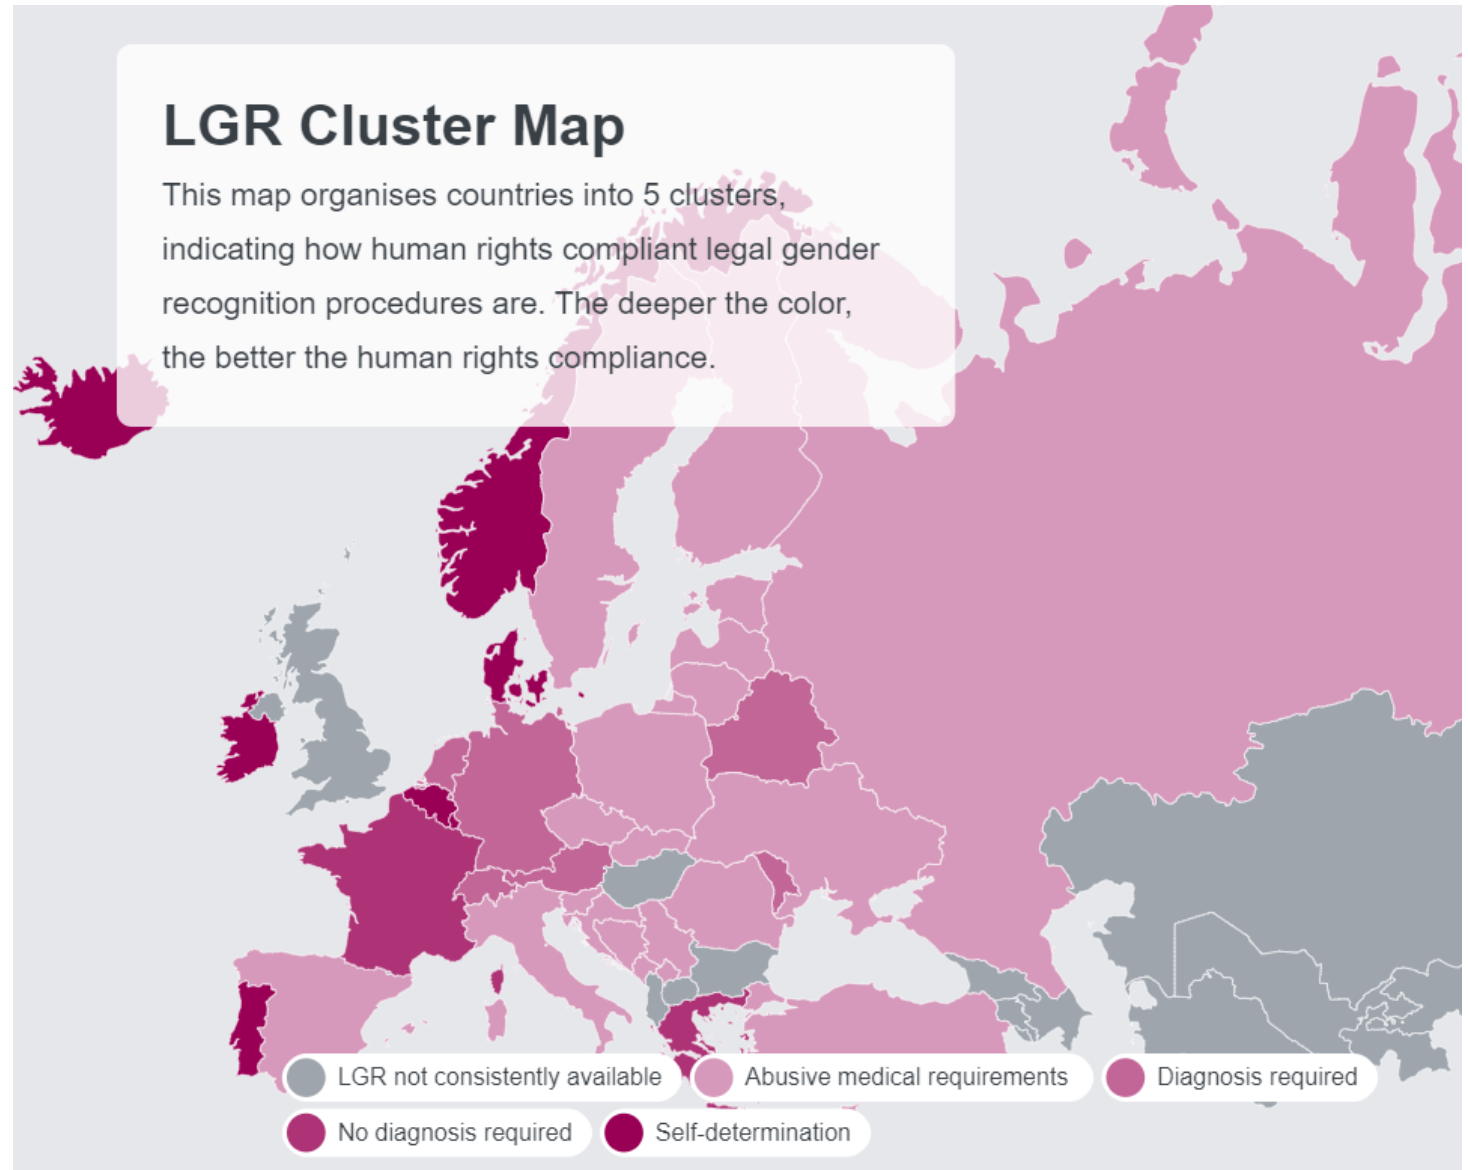 LGR Cluster Map
This map organises countries into 5 clusters,
indicating how human rights compliant legal gender
recognition procedures are. The deeper the color,
the better the human rights compliance.
LGR not consistently available
Abusive medical requirements
Diagnosis required
No diagnosis required
Self-determination